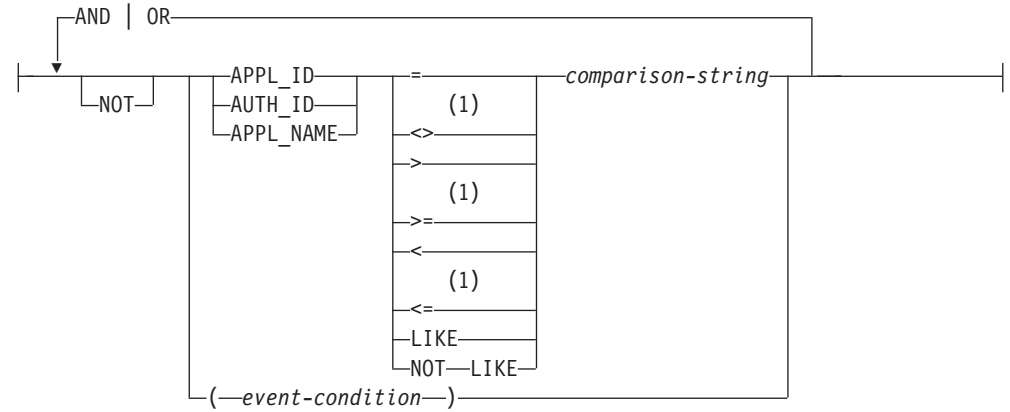 AND | OR
APPL_ID = comparison-string
NOT AUTH_ID (1)
APPL_NAME <>
>
(1)
>=
<
(1)
<=
LIKE
NOT LIKE
( event-condition )